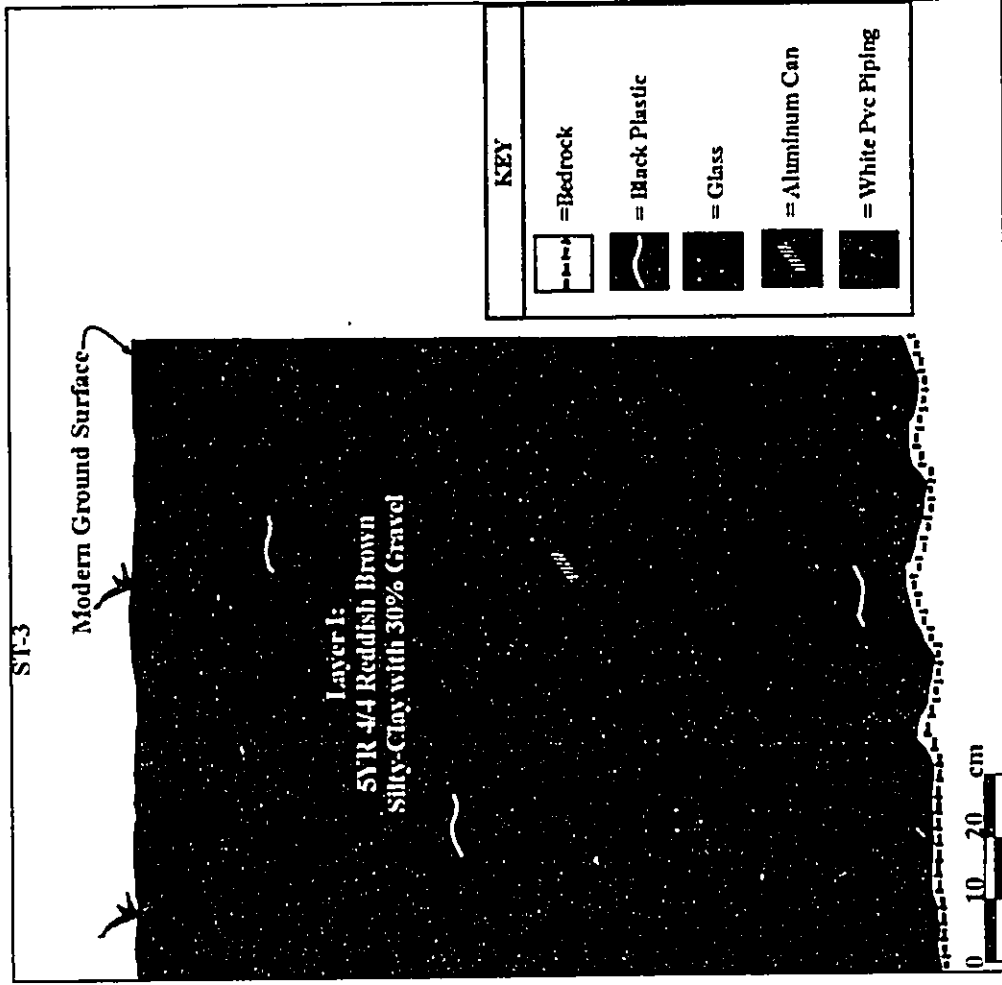 ST-3
Modern Ground Surface
Layer I:
5YR 4/4 Reddish Brown
Silty-Clay with 30% Gravel
KEY
=Bedrock
= Black Plastic
= Glass
= Aluminum Can
= White Pvc Piping
0 10 20 cm